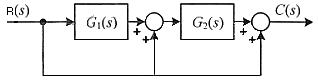 R(s)
G₁(s)
+
+
G₂(s)
+
+
C(s)